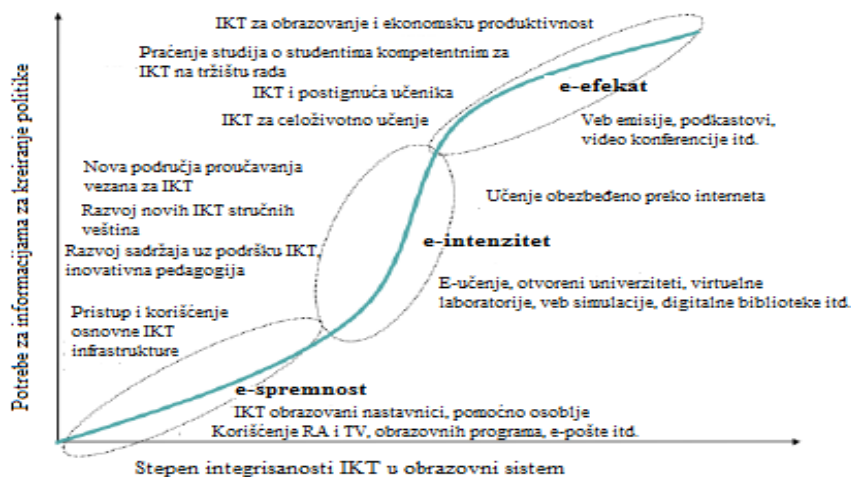 IKT za obrazovanje i ekonomsku produktivnost
Praćenje studija o studentima kompetentnim za
IKT na tržištu rada
IKT i postignuća učenika
e-efekat
IKT za celoživotno učenje
Veb emisije, podkastovi,
video konferencije itd.
Nova područja proučavanja
vezana za IKT
Učenje obezbeđeno preko interneta
Razvoj novih IKT stručnih
veština
e-intenzitet
Razvoj sadržaja uz podršku IKT,
inovativna pedagogija
E-učenje, otvoreni univerziteti, virtuelne
laboratorije, veb simulacije, digitalne biblioteke itd.
Pristup i korišćenje
osnovne IKT
infrastrukture
e-spremnost
IKT obrazovani nastavnici, pomoćno osoblje
Korišćenje RA i TV, obrazovnih programa, e-pošte itd.
Potrebe za informacijama za kreiranje politike
Stepen integrisanosti IKT u obrazovni sistem